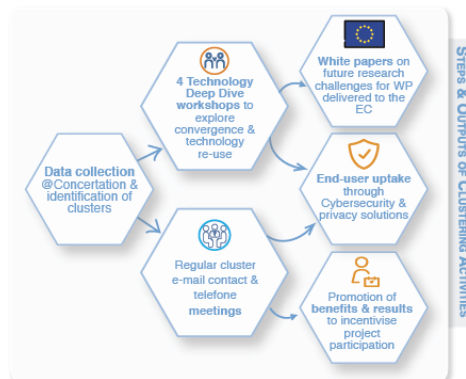 4 Technology
Deep Dive
workshops to
explore
convergence &
technology
re-use
White papers on
future research
challenges for WP
delivered to the
EC
Data collection
@Concertation &
identification of
clusters
End-user uptake
through
Cybersecurity &
privacy solutions
Regular cluster
e-mail contact &
telefone
meetings
Promotion of
benefits & results
to incentivise
project
participation
STEPS & OUTPUTS OF CLUSTERING ACTIVITIES